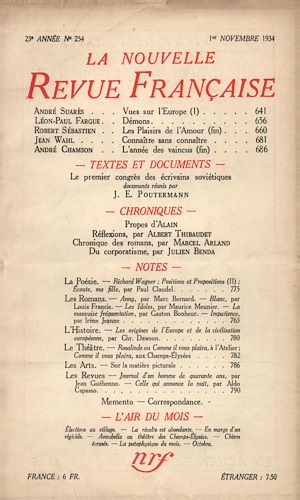 23e ANNÉE Nº 254 1er NOVEMBRE 1934
LA NOUVELLE
REVUE FRANÇAISE
ANDRÉ SUARÈS . . . Vues sur l'Europe (I) . . . . . 641
LÉON-PAUL FARGUE. . Démons. . . . . . . . . . . 656
ROBERT SÉBASTIEN . . Les Plaisirs de l'Amour (fin) . . 660
JEAN WAHL. . . . . Connaître sans connaître . . . . 681
ANDRÉ CHAMSON . . . L'année des vaincus (fin) . . . . 686
— TEXTES ET DOCUMENTS —
Le premier congrès des écrivains soviétiques
documents réunis par
J. E. POUTERMANN
— CHRONIQUES —
Propos d'ALAIN
Réflexions, par ALBERT THIBAUDET
Chronique des romans, par MARCEL ARLAND
Du corporatisme, par JULIEN BENDA
— NOTES —
La Poésie. — Richard Wagner ; Positions et Propositions (II) ;
Écoute, ma fille, par Paul Claudel. . . . . . . . . 775
Les Romans. — Anny, par Marc Bernard. — Blanc, par
Louis Francis. — Les Idoles, par Maurice Meunier. — La
mauvaise fréquentation, par Gaston Bonheur. — Impatience,
par Irène Jeanne . . . . . . . . . . . . 765
L'Histoire. — Les origines de l'Europe et de la civilisation
européenne, par Chr. Dawson. . . . . . . . . . 780
Le Théâtre. — Rosalinde ou Comme il vous plaira, à l'Atelier ;
Comme il vous plaira, aux Champs-Élysées . . . . . 782
Les Arts. — Sur la matière picturale . . . . . . . . 786
Les Revues — Journal d'un homme de quarante ans, par
Jean Guéhenno. — Celle qui annonce la nuit, par Aldo
Capasso. . . . . . . . . . . . . . . 790
Memento — Correspondance.
— L'AIR DU MOIS —
Élections au village. — La récolte est abondante. — En marge d'un
régicide. — Annabella au théâtre des Champs-Élysées. — Chiens
écrasés. — La pataphysique du mois. — Octobre.
nrf
FRANCE : 6 FR. ÉTRANGER : 7.50